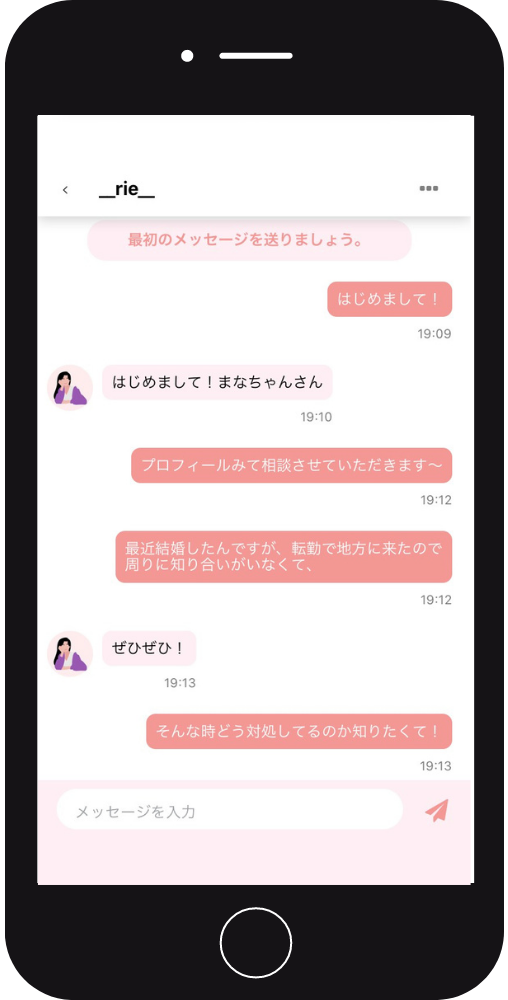 __rie__
最初のメッセージを送りましょう。
はじめまして！
19:09
はじめまして！まなちゃんさん
19:10
プロフィールみて相談させていただきます〜
19:12
最近結婚したんですが、転勤で地方に来たので
周りに知り合いがいなくて、
19:12
ぜひぜひ！
19:13
そんな時どう対処してるのか知りたくて！
19:13
メッセージを入力